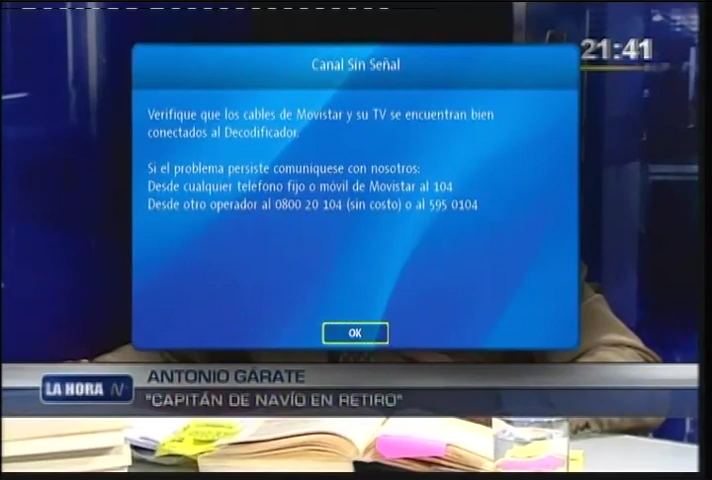 21:41
Canal Sin Señal
Verifique que los cables de Movistar y su TV se encuentran bien
conectados al Decodificador.
Si el problema persiste comuniquese con nosotros:
Desde cualquier telefono fijo o móvil de Movistar al 104
Desde otro operador al 0800 20 104 (sin costo) o al 595 0104
OK
LA HORA N
ANTONIO GÁRATE
"CAPITÁN DE NAVÍO EN RETIRO"